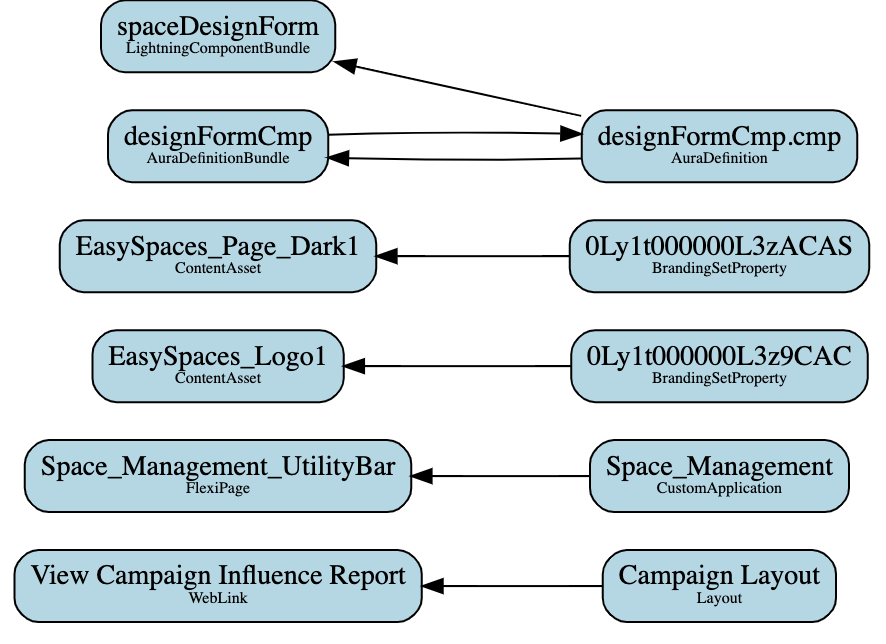 spaceDesignForm
LightningComponentBundle
designFormCmp
AuraDefinitionBundle
designFormCmp.cmp
AuraDefinition
EasySpaces_Page_Dark1
ContentAsset
0Ly1t000000L3zACAS
BrandingSetProperty
EasySpaces_Logo1
ContentAsset
0Ly1t000000L3z9CAC
BrandingSetProperty
Space_Management_UtilityBar
FlexiPage
Space_Management
CustomApplication
View Campaign Influence Report
WebLink
Campaign Layout
Layout